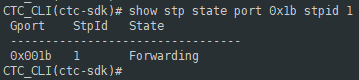 CTC_CLI(ctc-sdk)# show stp state port 0x1b stpid 1
Gport StpId State
----------------------------------
0x001b 1 Forwarding
CTC_CLI(ctc-sdk)#